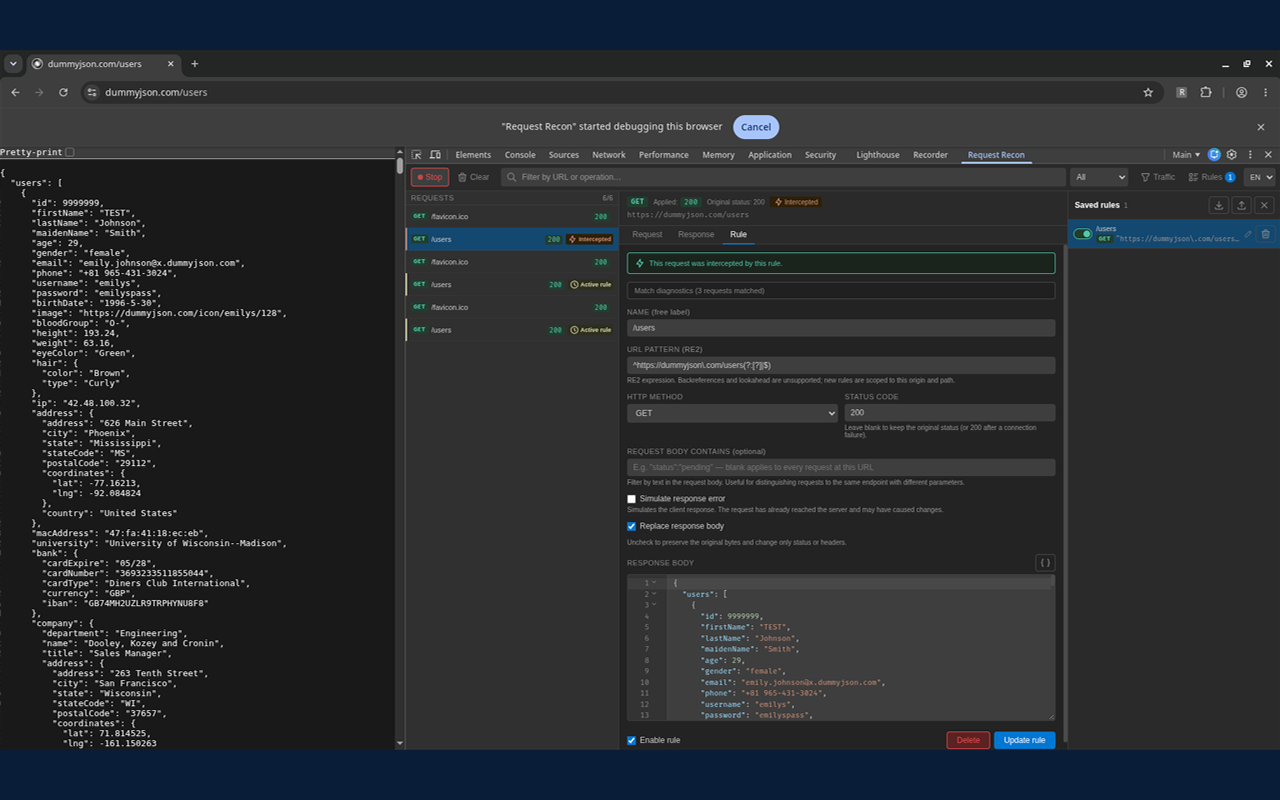 dummyjson.com/users
dummyjson.com/users
"Request Recon" started debugging this browser
Cancel
Pretty-print
{
"users": [
{
"id": 9999999,
"firstName": "TEST",
"lastName": "Johnson",
"maidenName": "Smith",
"age": 29,
"gender": "female",
"email": "emily.johnson@x.dummyjson.com",
"phone": "+81 965-431-3024",
"username": "emilys",
"password": "emilyspass",
"birthDate": "1996-5-30",
"image": "https://dummyjson.com/icon/emilys/128",
"bloodGroup": "O-",
"height": 193.24,
"weight": 63.16,
"eyeColor": "Green",
"hair": {
"color": "Brown",
"type": "Curly"
},
"ip": "42.48.100.32",
"address": {
"address": "626 Main Street",
"city": "Phoenix",
"state": "Mississippi",
"stateCode": "MS",
"postalCode": "29112",
"coordinates": {
"lat": -77.16213,
"lng": -92.084824
},
"country": "United States"
},
"macAddress": "47:fa:41:18:ec:eb",
"university": "University of Wisconsin--Madison",
"bank": {
"cardExpire": "05/28",
"cardNumber": "3693233511855044",
"cardType": "Diners Club International",
"currency": "GBP",
"iban": "GB74MH2UZLR9TRPHYNU8F8"
},
"company": {
"department": "Engineering",
"name": "Dooley, Kozey and Cronin",
"title": "Sales Manager",
"address": {
"address": "263 Tenth Street",
"city": "San Francisco",
"state": "Wisconsin",
"stateCode": "WI",
"postalCode": "37657",
"coordinates": {
"lat": 71.814525,
"lng": -161.150263
Elements Console Sources Network Performance Memory Application Security Lighthouse Recorder Request Recon Main
Stop Clear Filter by URL or operation... All Traffic Rules 1 EN
REQUESTS 6/6
GET /favicon.ico 200
GET /users 200 Intercepted
GET /favicon.ico 200
GET /users 200 Active rule
GET /favicon.ico 200
GET /users 200 Active rule
GET Applied: 200 Original status: 200 Intercepted
https://dummyjson.com/users
Request Response Rule
This request was intercepted by this rule.
Match diagnostics (3 requests matched)
NAME (free label)
/users
URL PATTERN (RE2)
^https://dummyjson\.com/users(?:[?]|$)
RE2 expression. Backreferences and lookahead are unsupported; new rules are scoped to this origin and path.
HTTP METHOD STATUS CODE
GET 200
Leave blank to keep the original status (or 200 after a connection
failure).
REQUEST BODY CONTAINS (optional)
E.g. "status":"pending" — blank applies to every request at this URL
Filter by text in the request body. Useful for distinguishing requests to the same endpoint with different parameters.
Simulate response error
Simulates the client response. The request has already reached the server and may have caused changes.
Replace response body
Uncheck to preserve the original bytes and change only status or headers.
RESPONSE BODY { }
1 {
2 "users": [
3 {
4 "id": 9999999,
5 "firstName": "TEST",
6 "lastName": "Johnson",
7 "maidenName": "Smith",
8 "age": 29,
9 "gender": "female",
10 "email": "emily.johnson@x.dummyjson.com",
11 "phone": "+81 965-431-3024",
12 "username": "emilys",
13 "password": "emilyspass",
Enable rule Delete Update rule
Saved rules 1
/users
GET ^https://dummyjson\.com/users…